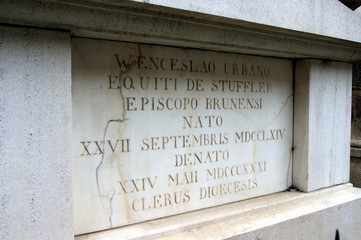 WENCESLAO URBANO
EQUITI DE STUFFLER
EPISCOPO BRUNENSI
NATO
XXVII SEPTEMBRIS MDCCLXIV
DENATO
XXIV MAII MDCCCXXXI
CLERUS DIOECESIS